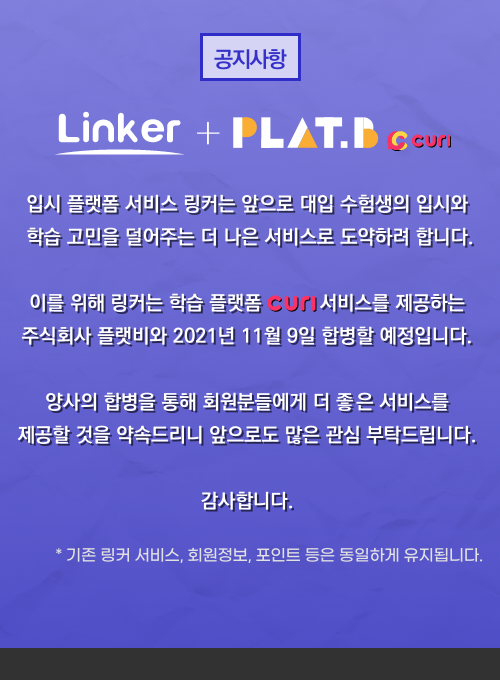 공지사항
Linker + PLAT.B curi
입시 플랫폼 서비스 링커는 앞으로 대입 수험생의 입시와
학습 고민을 덜어주는 더 나은 서비스로 도약하려 합니다.
이를 위해 링커는 학습 플랫폼 curi 서비스를 제공하는
주식회사 플랫비와 2021년 11월 9일 합병할 예정입니다.
양사의 합병을 통해 회원분들에게 더 좋은 서비스를
제공할 것을 약속드리니 앞으로도 많은 관심 부탁드립니다.
감사합니다.
* 기존 링커 서비스, 회원정보, 포인트 등은 동일하게 유지됩니다.